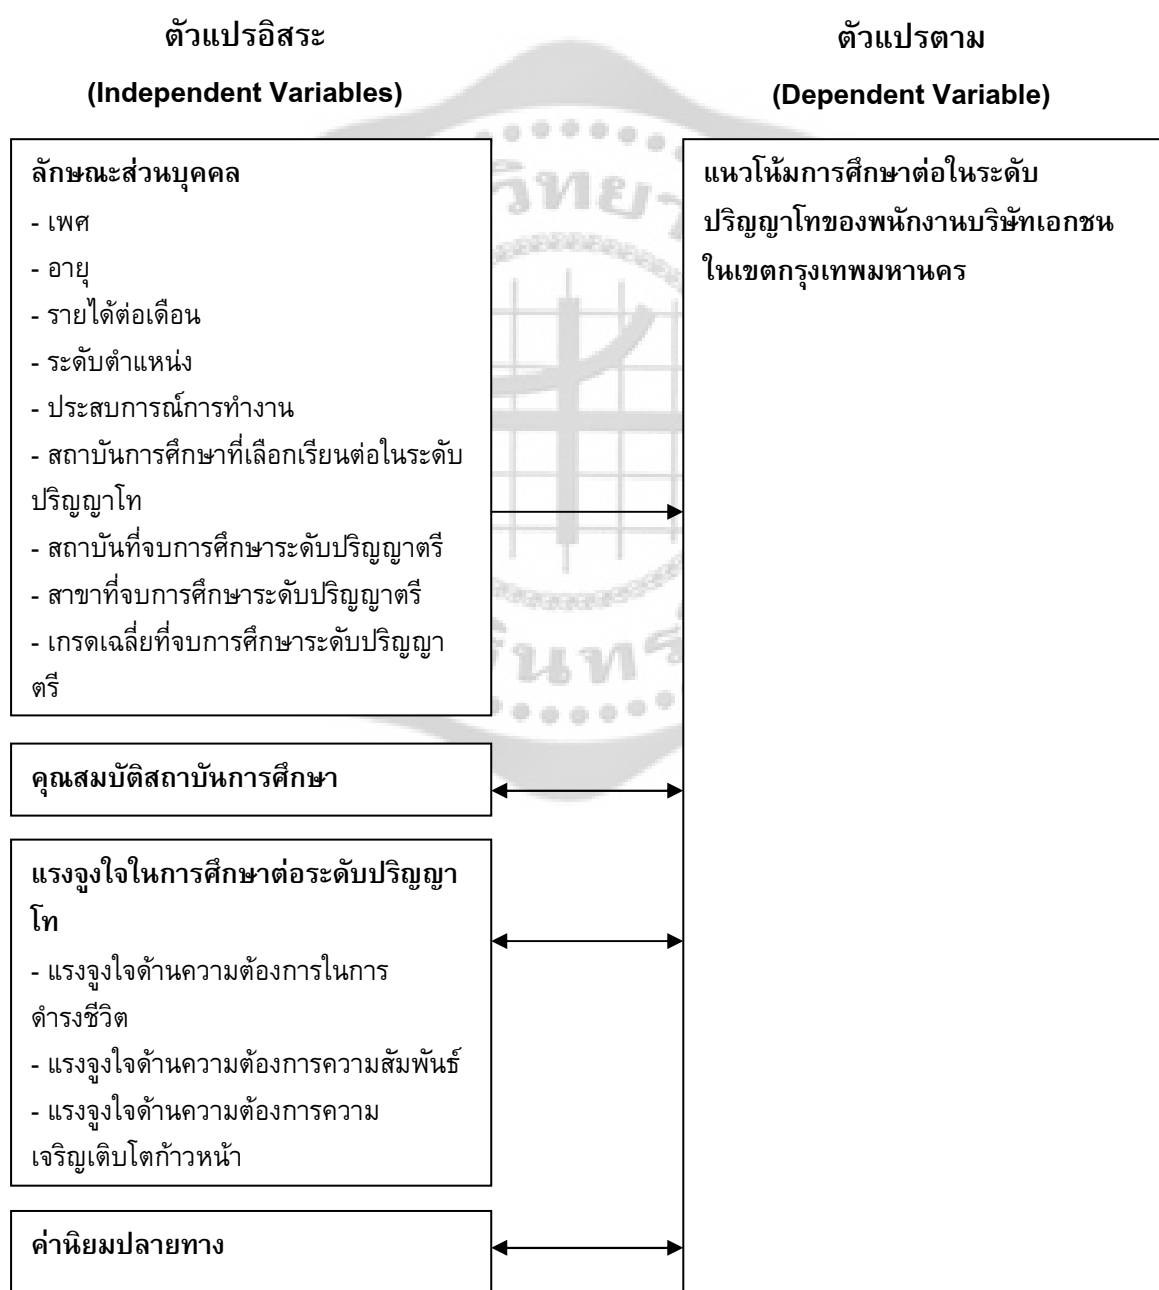 ตัวแปรอิสระ
(Independent Variables)
ตัวแปรตาม
(Dependent Variable)
ลักษณะส่วนบุคคล
- เพศ
- อายุ
- รายได้ต่อเดือน
- ระดับตำแหน่ง
- ประสบการณ์การทำงาน
- สถาบันการศึกษาที่เลือกเรียนต่อในระดับ
ปริญญาโท
- สถาบันที่จบการศึกษาระดับปริญญาตรี
- สาขาที่จบการศึกษาระดับปริญญาตรี
- เกรดเฉลี่ยที่จบการศึกษาระดับปริญญา
ตรี
คุณสมบัติสถาบันการศึกษา
แรงจูงใจในการศึกษาต่อระดับปริญญา
โท
- แรงจูงใจด้านความต้องการในการ
ดำรงชีวิต
- แรงจูงใจด้านความต้องการความสัมพันธ์
- แรงจูงใจด้านความต้องการความ
เจริญเติบโตก้าวหน้า
ค่านิยมปลายทาง
แนวโน้มการศึกษาต่อในระดับ
ปริญญาโทของพนักงานบริษัทเอกชน
ในเขตกรุงเทพมหานคร